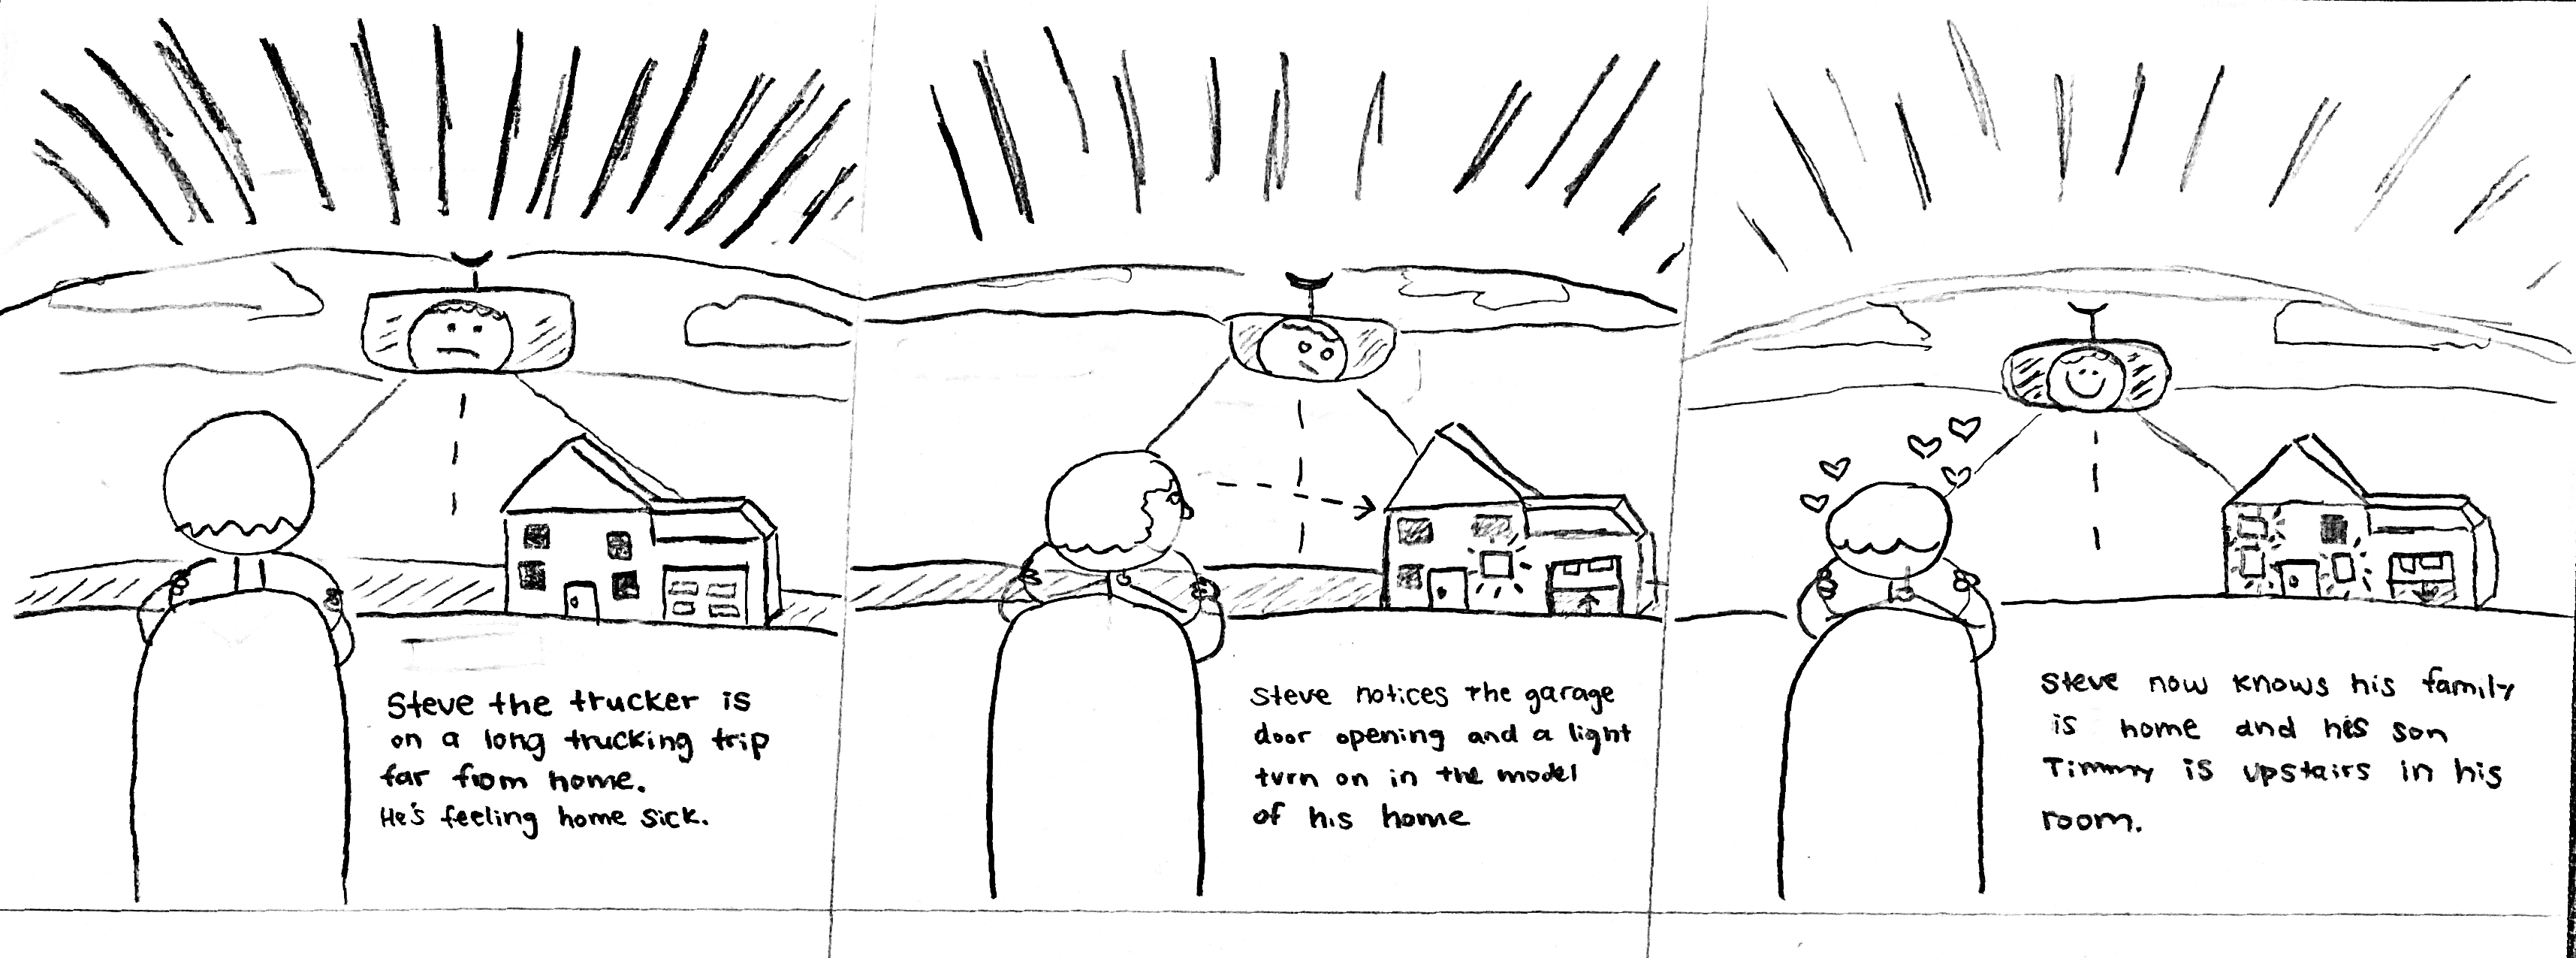 Steve the trucker is
on a long trucking trip
far from home.
He's feeling home sick.
Steve notices the garage
door opening and a light
turn on in the model
of his home
Steve now knows his family
is home and his son
Timmy is upstairs in his
room.